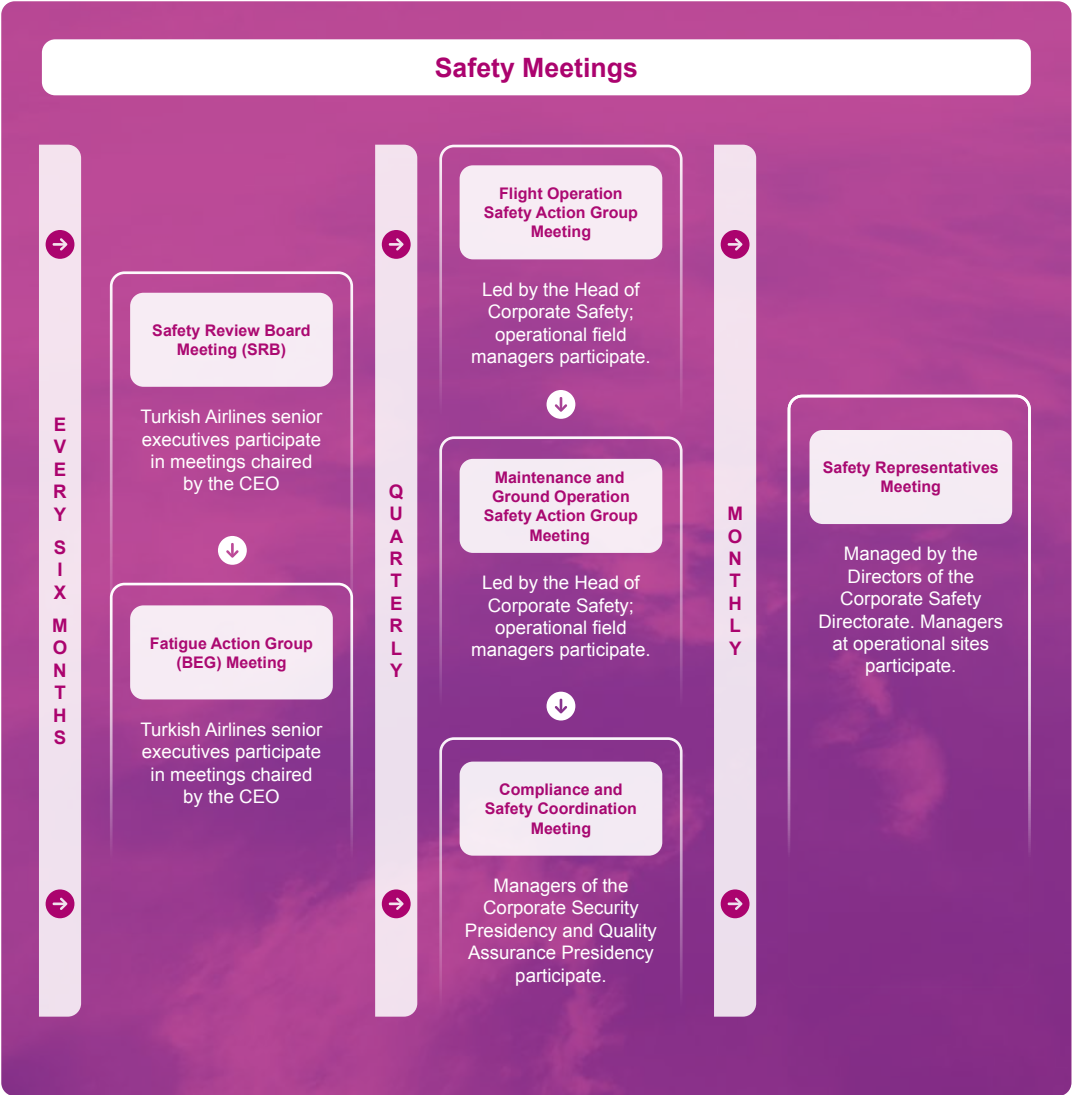 Safety Meetings
EVERY SIX MONTHS
Safety Review Board
Meeting (SRB)
Turkish Airlines senior
executives participate
in meetings chaired
by the CEO
Fatigue Action Group
(BEG) Meeting
Turkish Airlines senior
executives participate
in meetings chaired
by the CEO
QUARTERLY
Flight Operation
Safety Action Group
Meeting
Led by the Head of
Corporate Safety;
operational field
managers participate.
Maintenance and
Ground Operation
Safety Action Group
Meeting
Led by the Head of
Corporate Safety;
operational field
managers participate.
Compliance and
Safety Coordination
Meeting
Managers of the
Corporate Security
Presidency and Quality
Assurance Presidency
participate.
MONTHLY
Safety Representatives
Meeting
Managed by the
Directors of the
Corporate Safety
Directorate. Managers
at operational sites
participate.